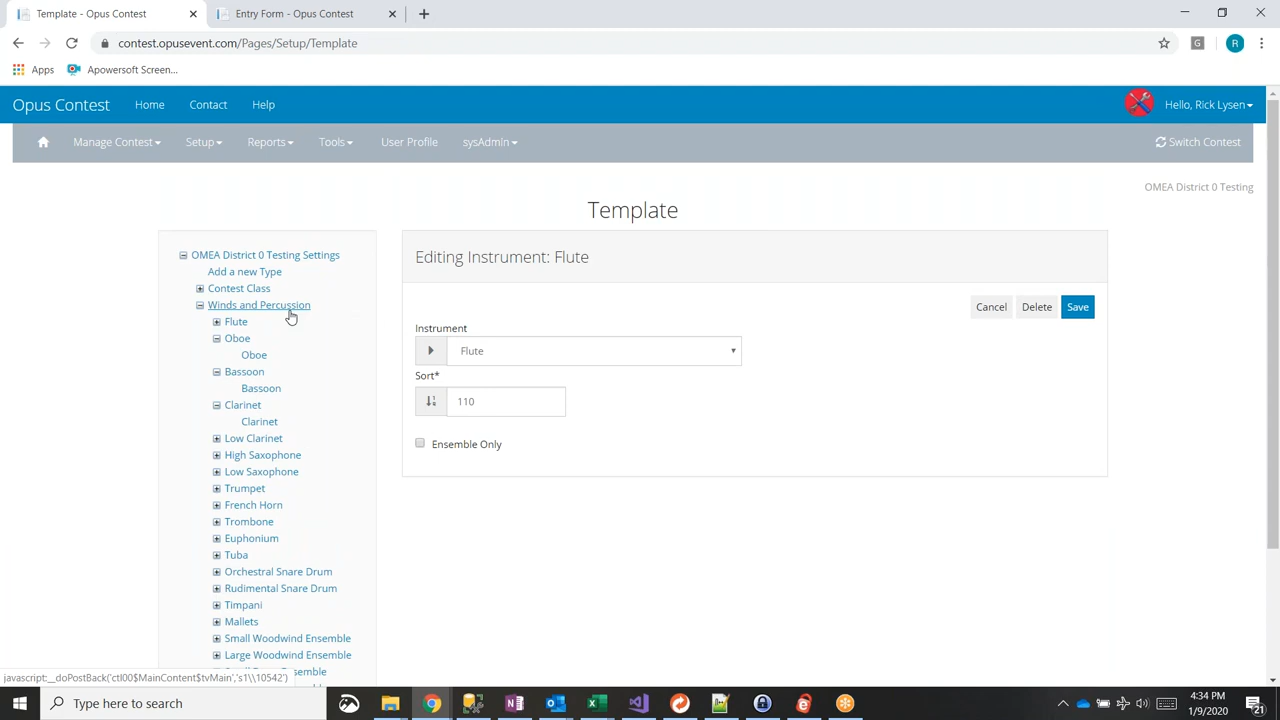 Template - Opus Contest
Entry Form - Opus Contest
contest.opusevent.com/Pages/Setup/Template
G
R
Apps
Apowersoft Screen...
Opus Contest
Home
Contact
Help
Hello, Rick Lysen
Manage Contest
Setup
Reports
Tools
User Profile
sysAdmin
Switch Contest
OMEA District 0 Testing
Template
OMEA District 0 Testing Settings
Add a new Type
Contest Class
Winds and Percussion
Flute
Oboe
Oboe
Bassoon
Bassoon
Clarinet
Clarinet
Low Clarinet
High Saxophone
Low Saxophone
Trumpet
French Horn
Trombone
Euphonium
Tuba
Orchestral Snare Drum
Rudimental Snare Drum
Timpani
Mallets
Small Woodwind Ensemble
Large Woodwind Ensemble
Editing Instrument: Flute
Cancel
Delete
Save
Instrument
Flute
Sort*
110
Ensemble Only
javascript:__doPostBack('ctl00$MainContent$tvMain','s1\\10542')
Type here to search
4:34 PM
1/9/2020
21